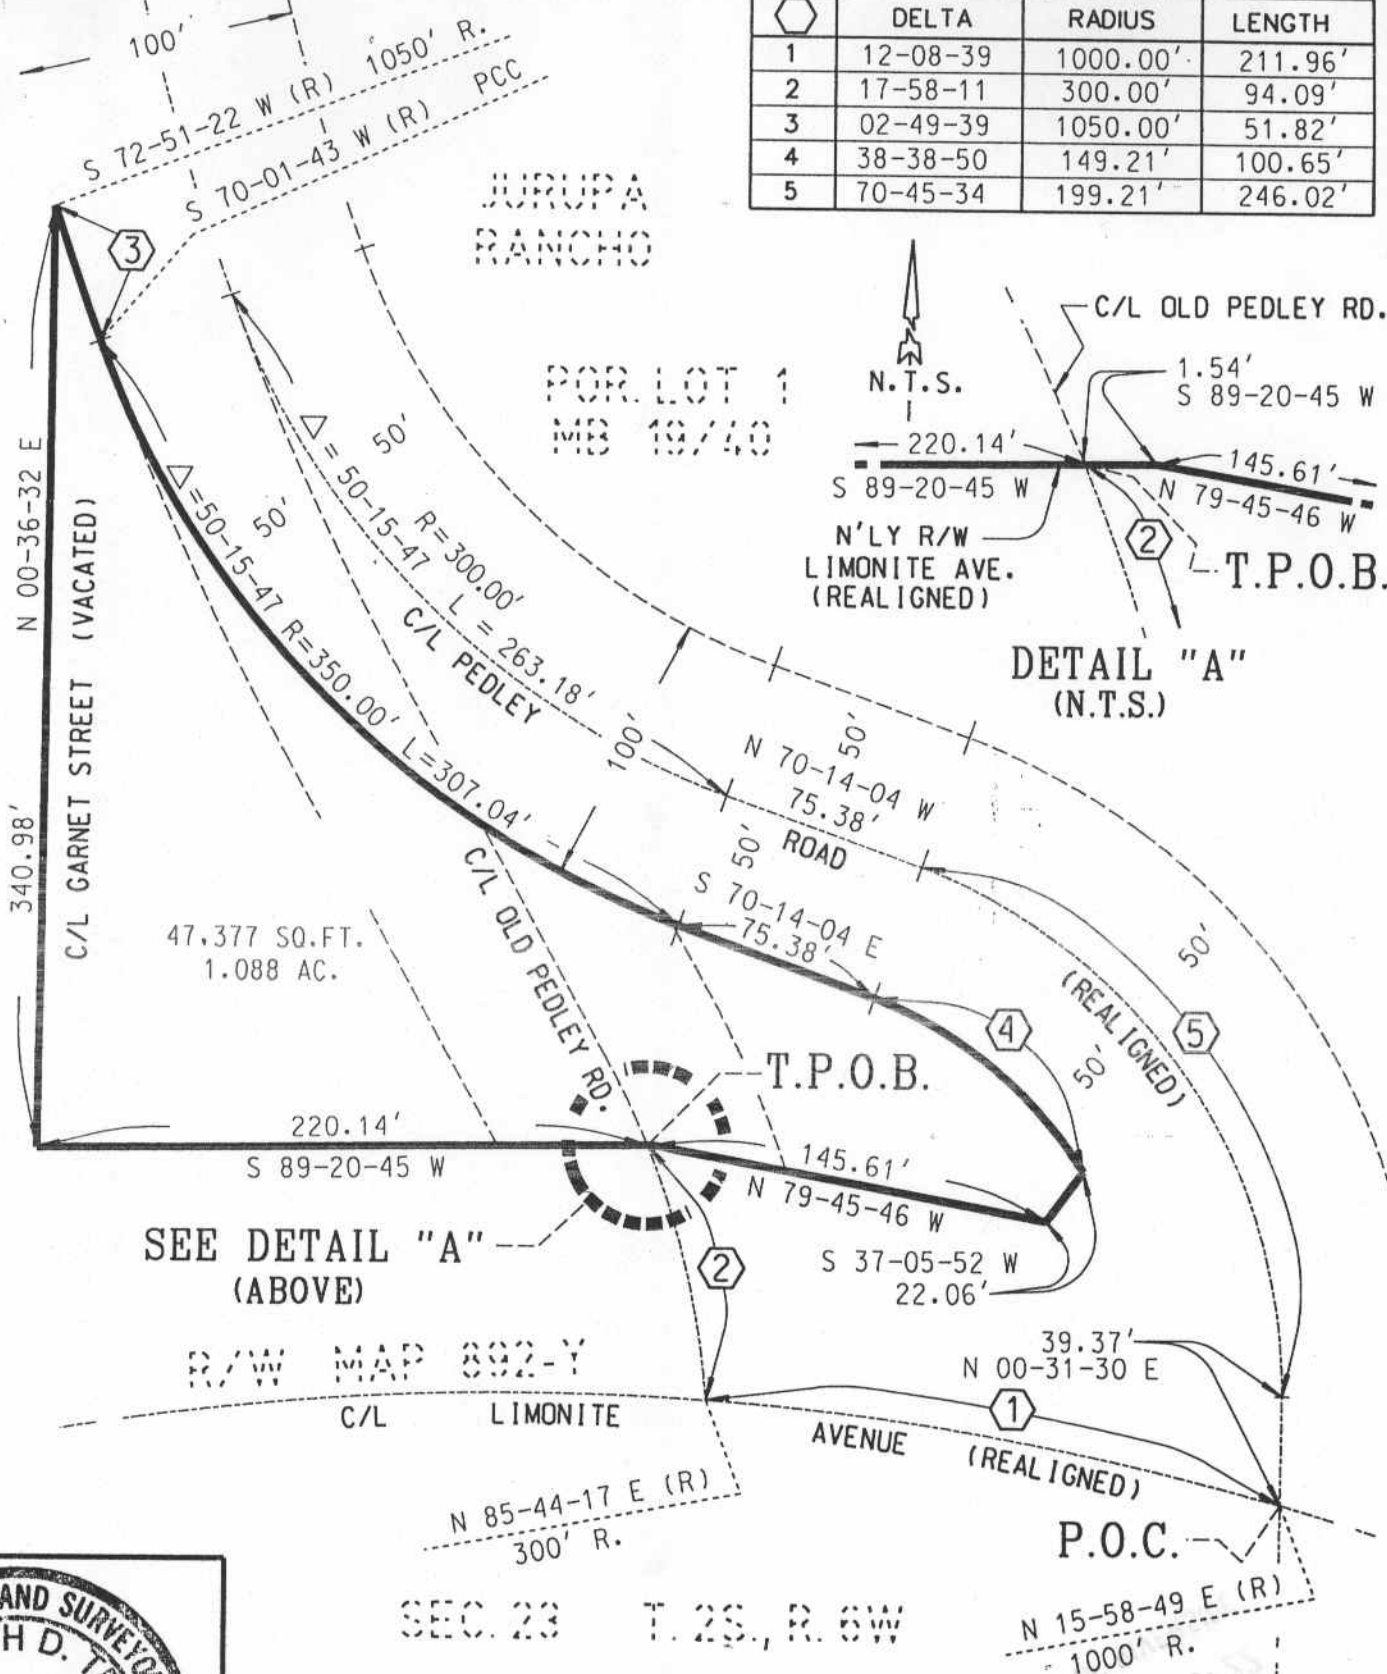 DELTA RADIUS LENGTH
1 12-08-39 1000.00' 211.96'
2 17-58-11 300.00' 94.09'
3 02-49-39 1050.00' 51.82'
4 38-38-50 149.21' 100.65'
5 70-45-34 199.21' 246.02'
100'
S 72-51-22 W (R) 1050' R.
S 70-01-43 W (R) PCC
3
JURUPA
RANCHO
POR. LOT 1
MB 19/40
N.T.S.
C/L OLD PEDLEY RD.
1.54'
S 89-20-45 W
220.14'
S 89-20-45 W
145.61'
N 79-45-46 W
N'LY R/W
LIMONITE AVE.
(REALIGNED)
2
T.P.O.B.
DETAIL "A"
(N.T.S.)
N 00-36-32 E
340.98'
C/L GARNET STREET (VACATED)
50'
Δ= 50-15-47
R=300.00'
L = 263.18'
C/L PEDLEY
50'
Δ=50-15-47 R=350.00' L=307.04'
100'
N 70-14-04 W
75.38'
50'
ROAD
50'
S 70-14-04 E
75.38'
47,377 SQ.FT.
1.088 AC.
C/L OLD PEDLEY RD.
50'
(REALIGNED)
50'
4
5
T.P.O.B.
220.14'
S 89-20-45 W
145.61'
N 79-45-46 W
SEE DETAIL "A"
(ABOVE)
2
S 37-05-52 W
22.06'
39.37'
N 00-31-30 E
R/W MAP 892-Y
C/L LIMONITE
AVENUE (REALIGNED)
1
N 85-44-17 E (R)
300' R.
P.O.C.
N 15-58-49 E (R)
1000' R.
SEC. 23 T. 2S., R. 6W
AND SURVEYO
H D.